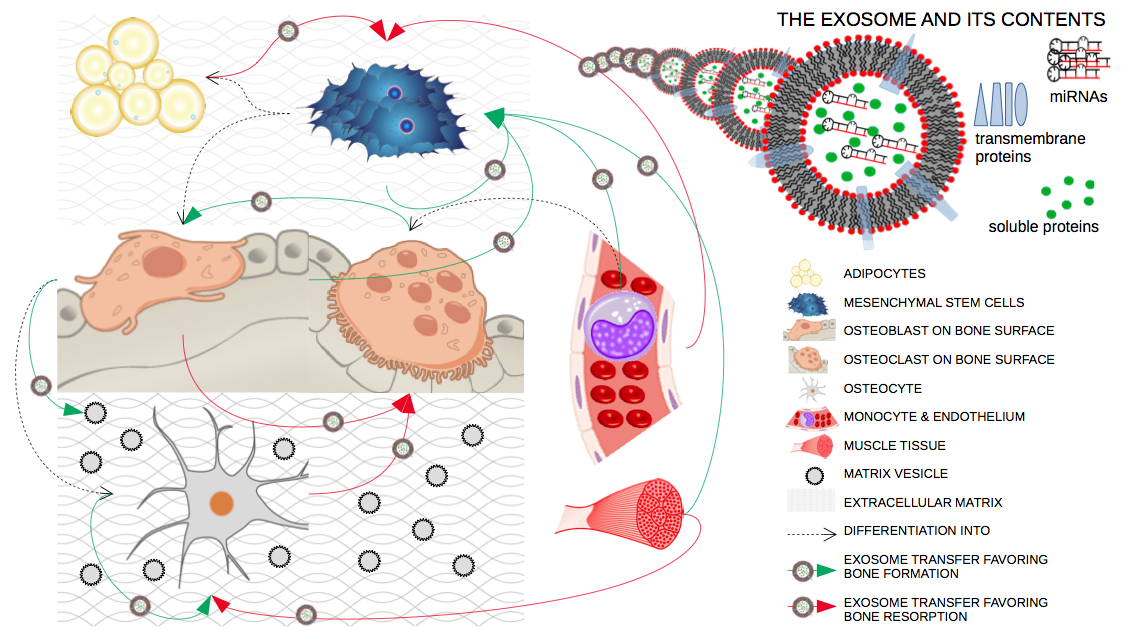 THE EXOSOME AND ITS CONTENTS
miRNAs
transmembrane
proteins
soluble proteins
ADIPOCYTES
MESENCHYMAL STEM CELLS
OSTEOBLAST ON BONE SURFACE
OSTEOCLAST ON BONE SURFACE
OSTEOCYTE
MONOCYTE & ENDOTHELIUM
MUSCLE TISSUE
MATRIX VESICLE
EXTRACELLULAR MATRIX
DIFFERENTIATION INTO
EXOSOME TRANSFER FAVORING
BONE FORMATION
EXOSOME TRANSFER FAVORING
BONE RESORPTION